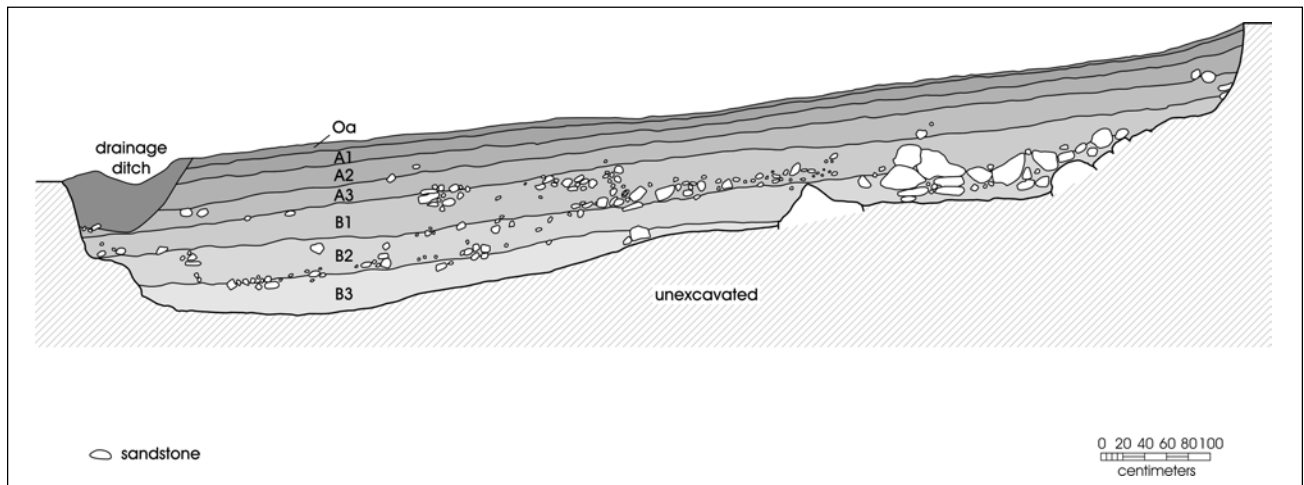 Oa
drainage
ditch
A1
A2
A3
B1
B2
B3
unexcavated
sandstone
0 20 40 60 80 100
centimeters